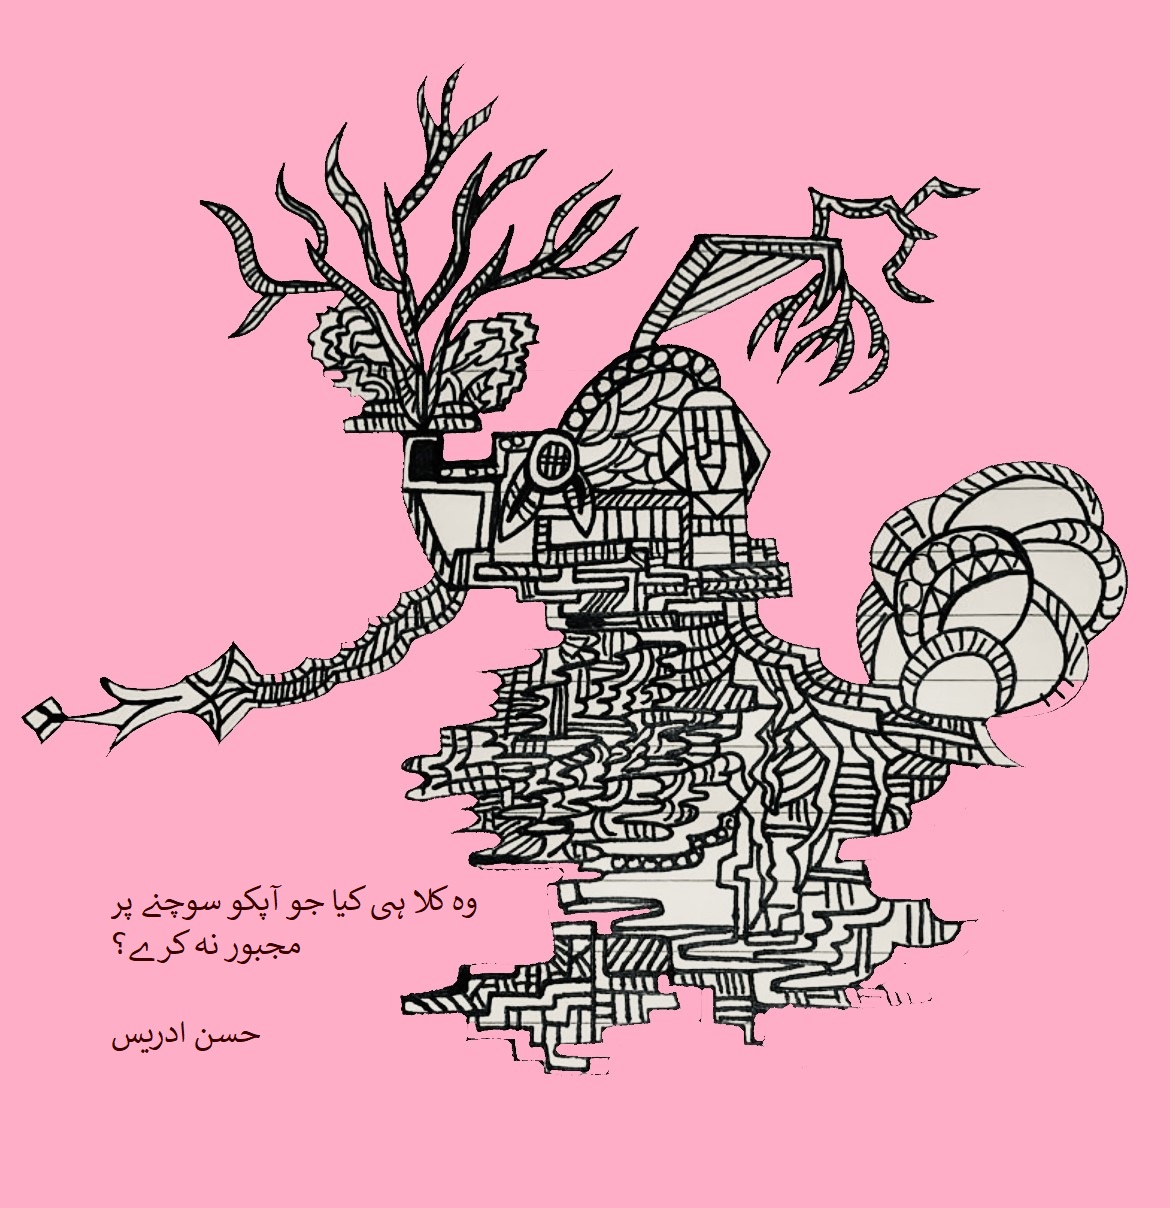 وہ کلا ہی کیا جو آپکو سوچنے پر
مجبور نہ کرے؟
حسن ادریس